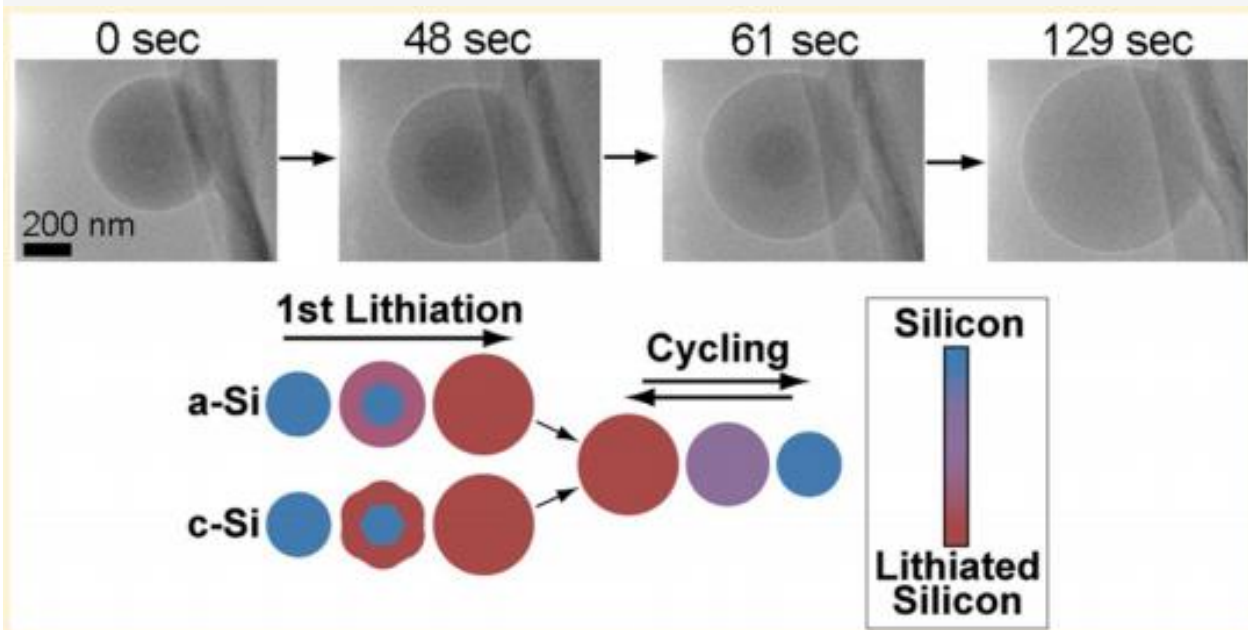 0 sec 48 sec 61 sec 129 sec
200 nm
1st Lithiation
Cycling
a-Si
c-Si
Silicon
Lithiated
Silicon